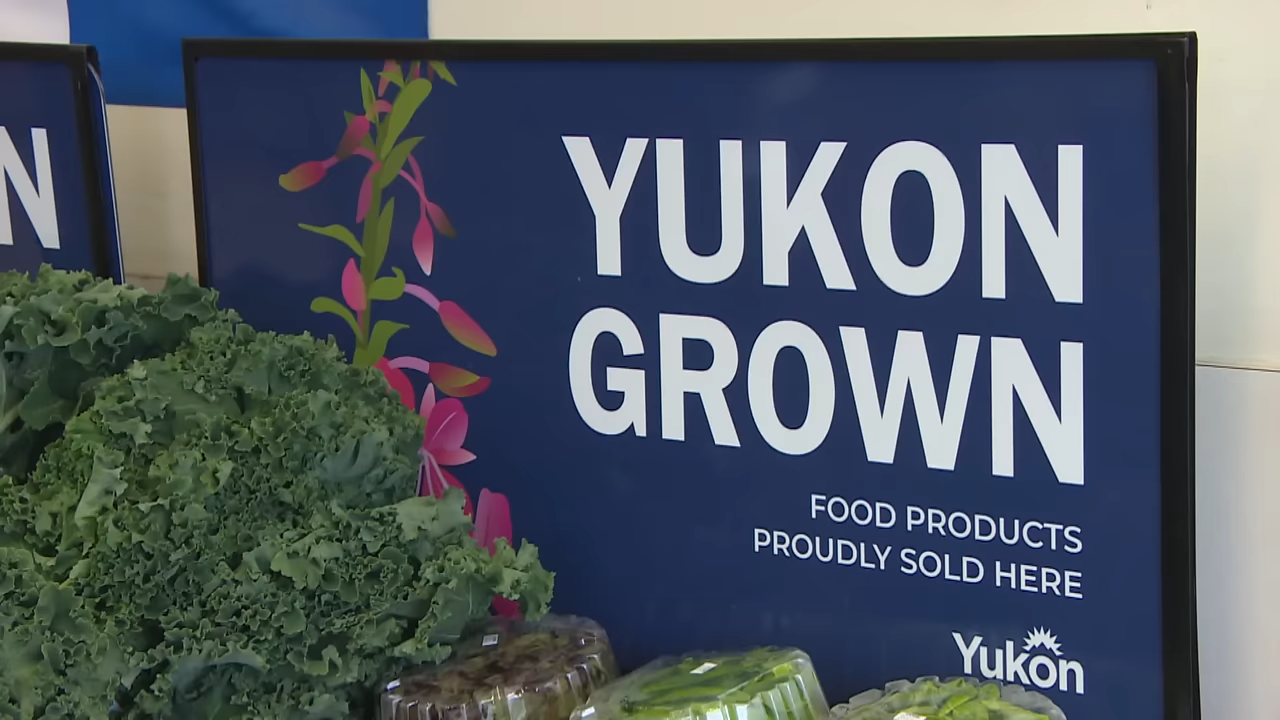 N
YUKON
GROWN
FOOD PRODUCTS
PROUDLY SOLD HERE
Yukon